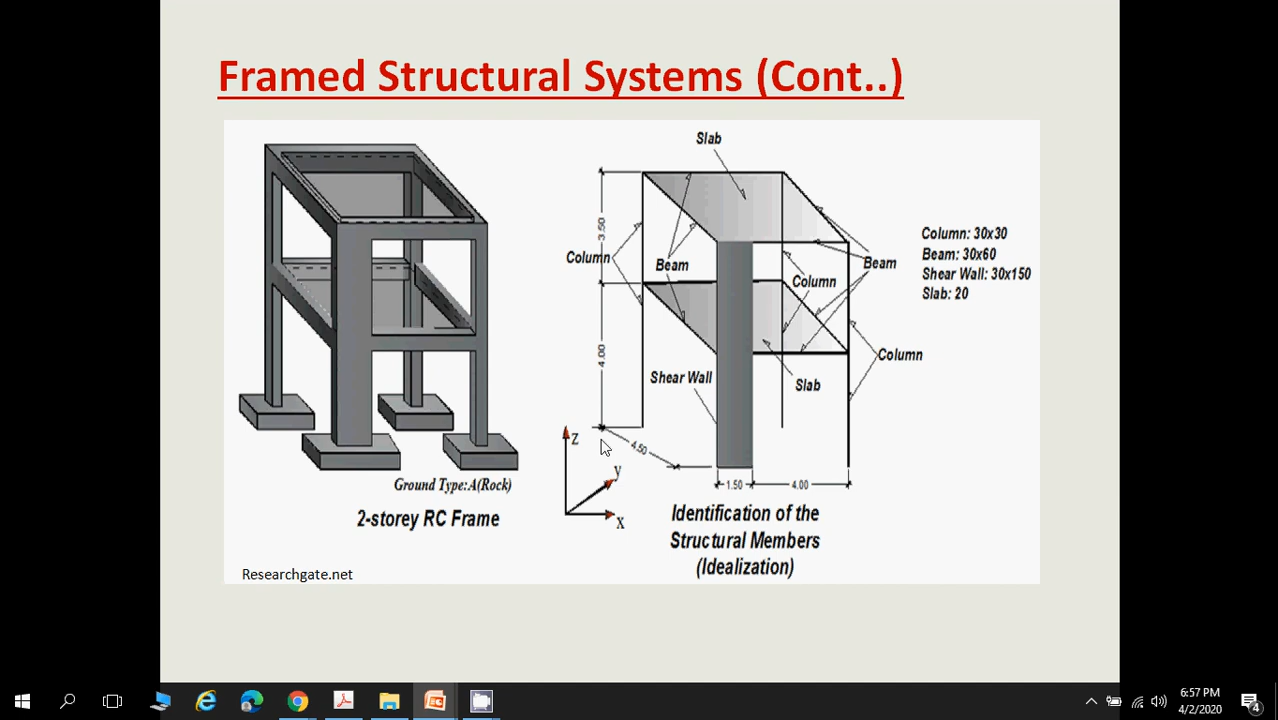 Framed Structural Systems (Cont..)
Slab
3.50
Column
Beam
Column
Beam
Column: 30x30
Beam: 30x60
Shear Wall: 30x150
Slab: 20
4.00
Shear Wall
Slab
Column
4.50
z
y
x
1.50
4.00
Ground Type:A(Rock)
2-storey RC Frame
Identification of the
Structural Members
(Idealization)
Researchgate.net
6:57 PM
4/2/2020
4